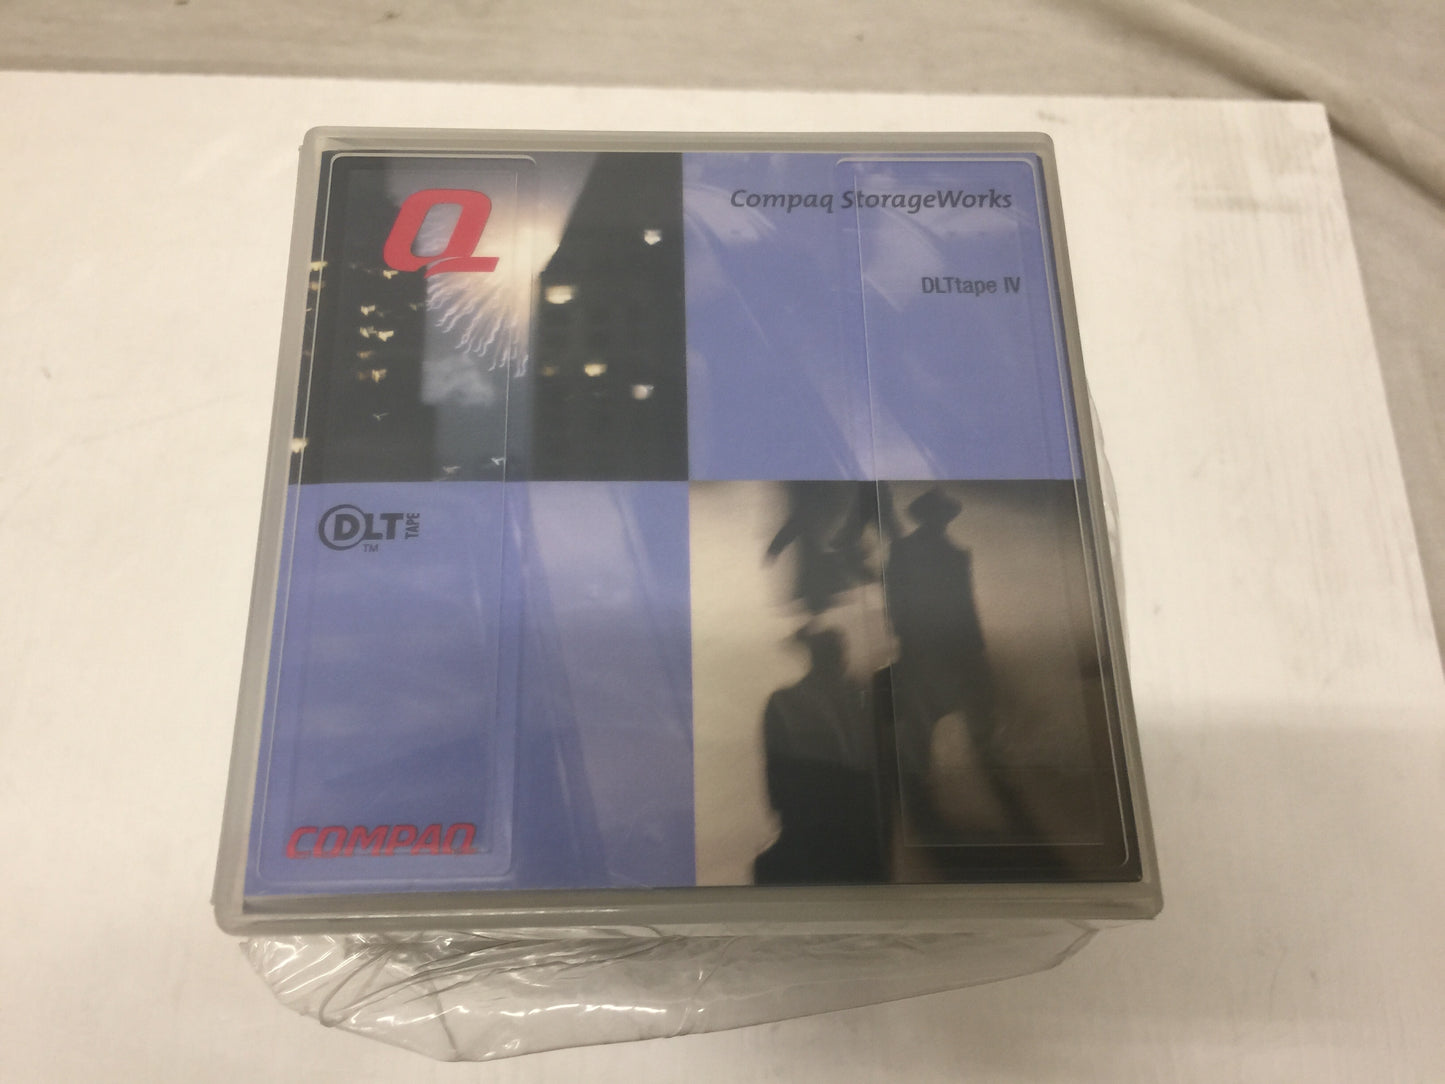 Q
Compaq StorageWorks
DLTtape IV
DLT TAPE
TM
COMPAQ